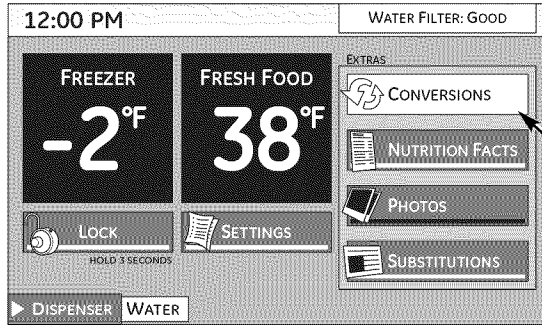 12:00 PM
WATER FILTER: GOOD
FREEZER
-2°F
FRESH FOOD
38°F
EXTRAS
CONVERSIONS
NUTRITION FACTS
PHOTOS
SUBSTITUTIONS
LOCK
HOLD 3 SECONDS
SETTINGS
DISPENSER
WATER